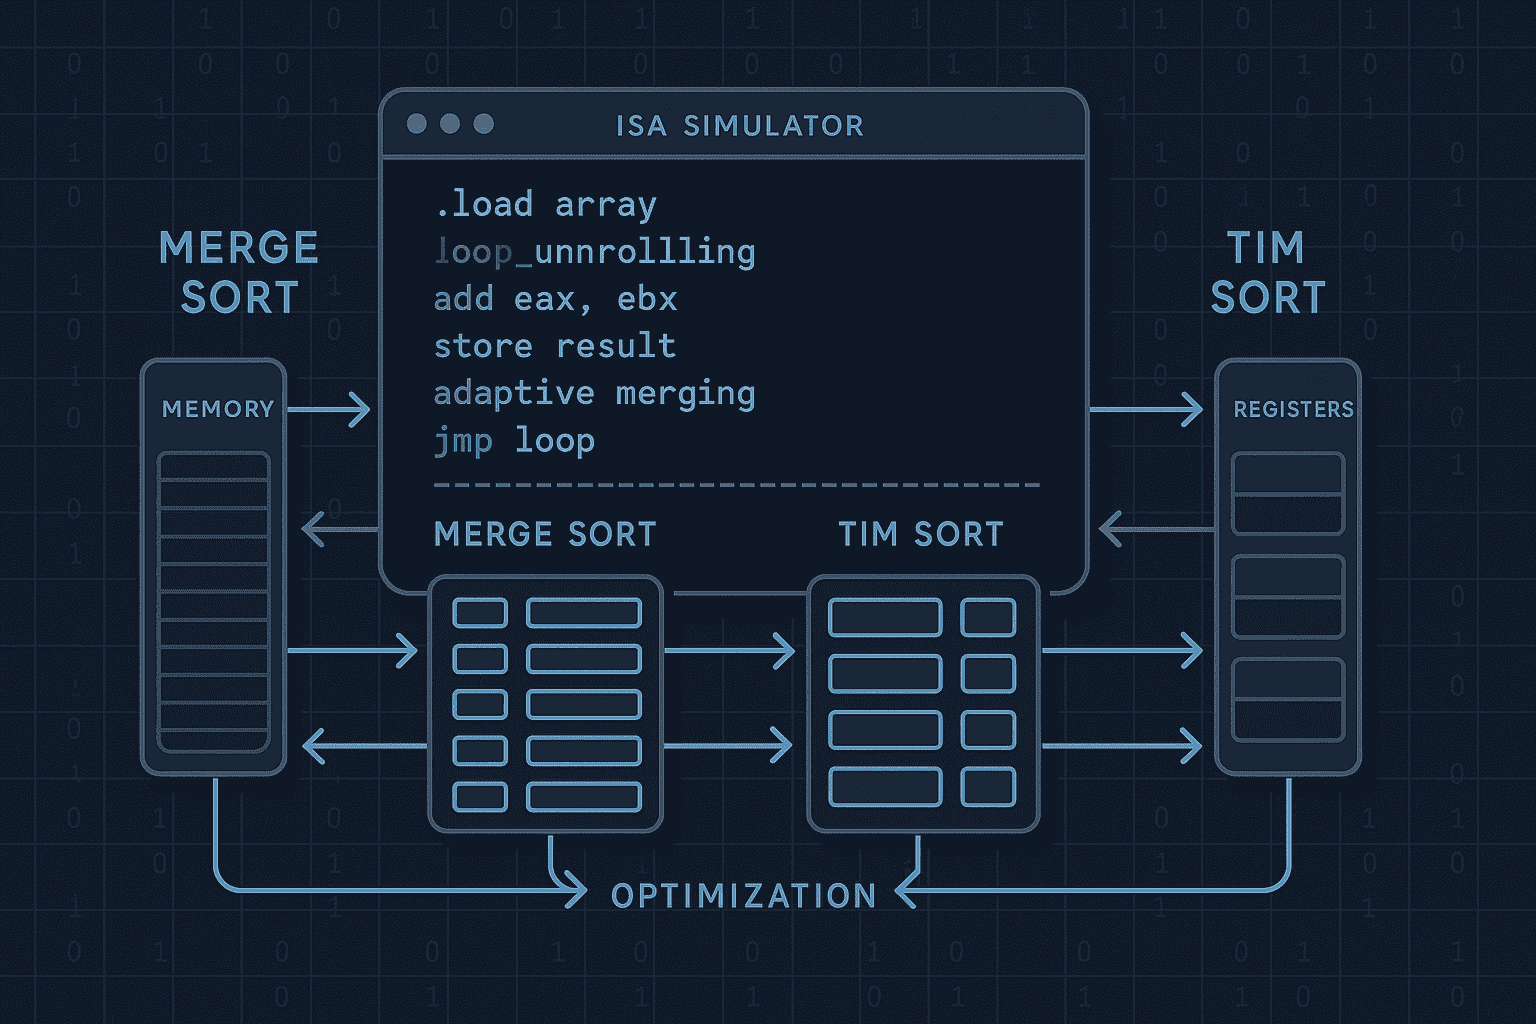 ISA SIMULATOR
.load array
loop_unnrollling
add eax, ebx
store result
adaptive merging
jmp loop
MERGE
SORT
TIM
SORT
MEMORY
REGISTERS
MERGE SORT
TIM SORT
OPTIMIZATION